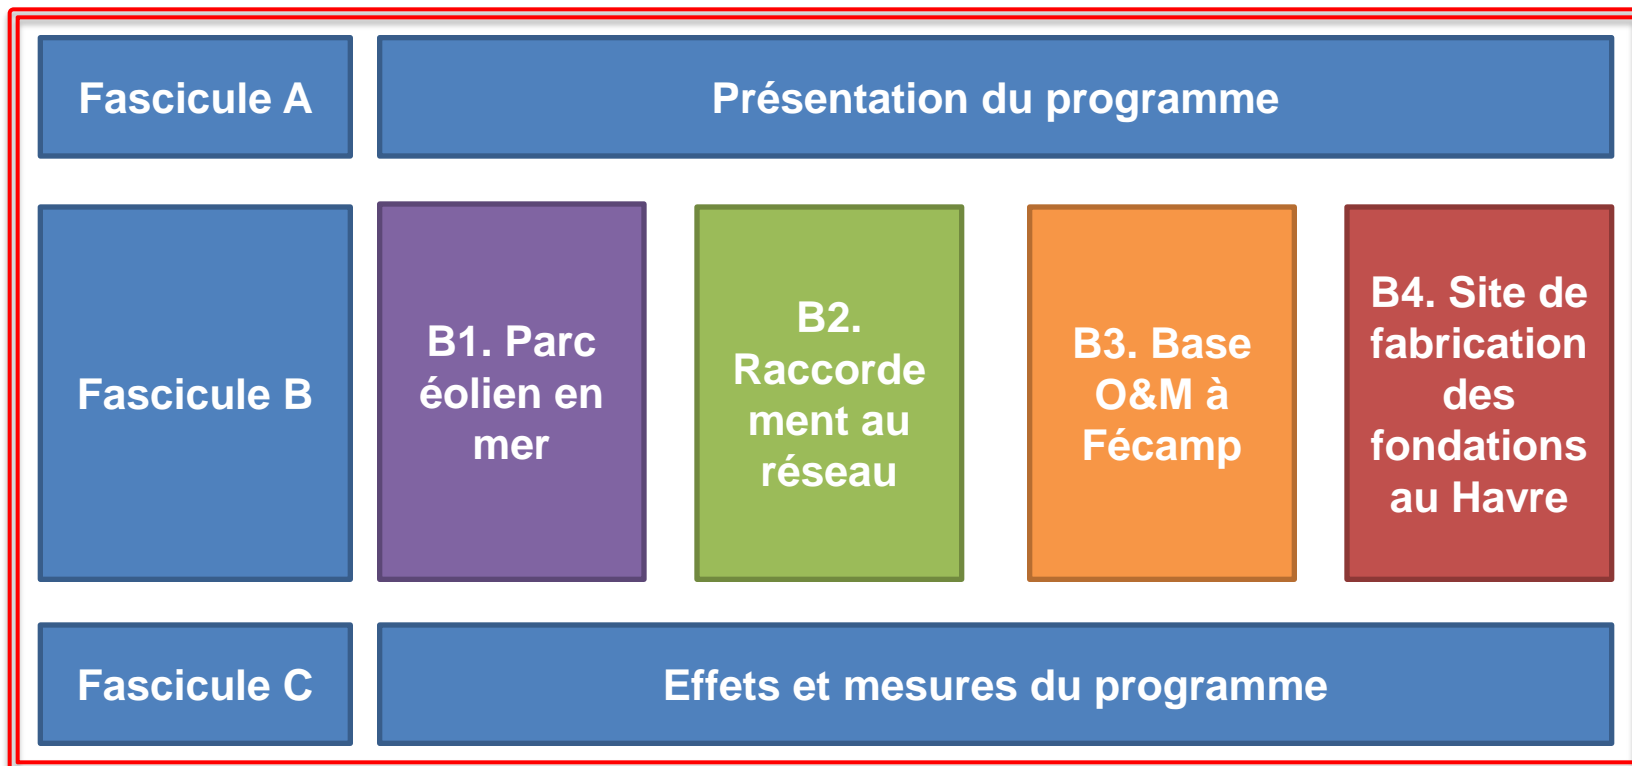 Fascicule A
Présentation du programme
Fascicule B
B1. Parc
éolien en
mer
B2.
Raccorde
ment au
réseau
B3. Base
O&M à
Fécamp
B4. Site de
fabrication
des
fondations
au Havre
Fascicule C
Effets et mesures du programme